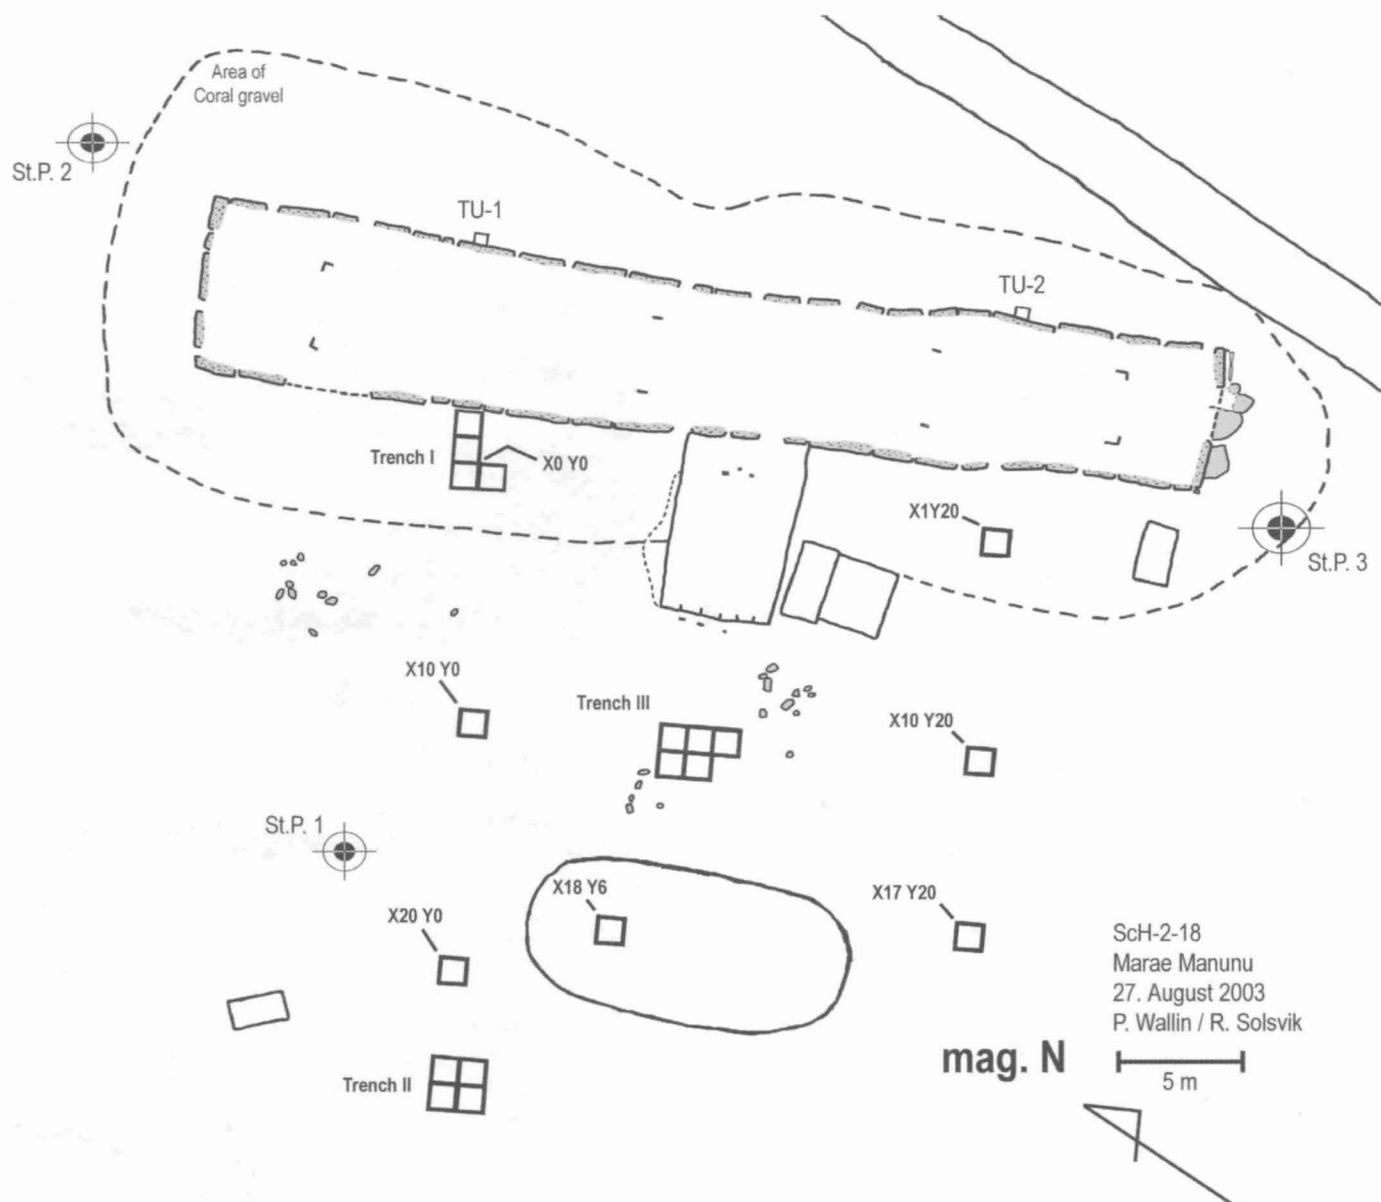 Area of
Coral gravel
St.P. 2
TU-1
TU-2
Trench I
X0 Y0
X1Y20
St.P. 3
X10 Y0
Trench III
X10 Y20
St.P. 1
X18 Y6
X17 Y20
X20 Y0
ScH-2-18
Marae Manunu
27. August 2003
P. Wallin / R. Solsvik
mag. N
5 m
Trench II